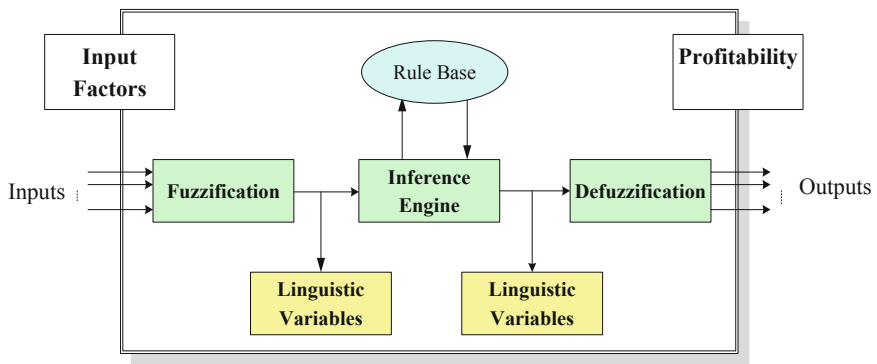 Input
Factors
Profitability
Rule Base
Inputs
Fuzzification
Inference
Engine
Defuzzification
Outputs
Linguistic
Variables
Linguistic
Variables